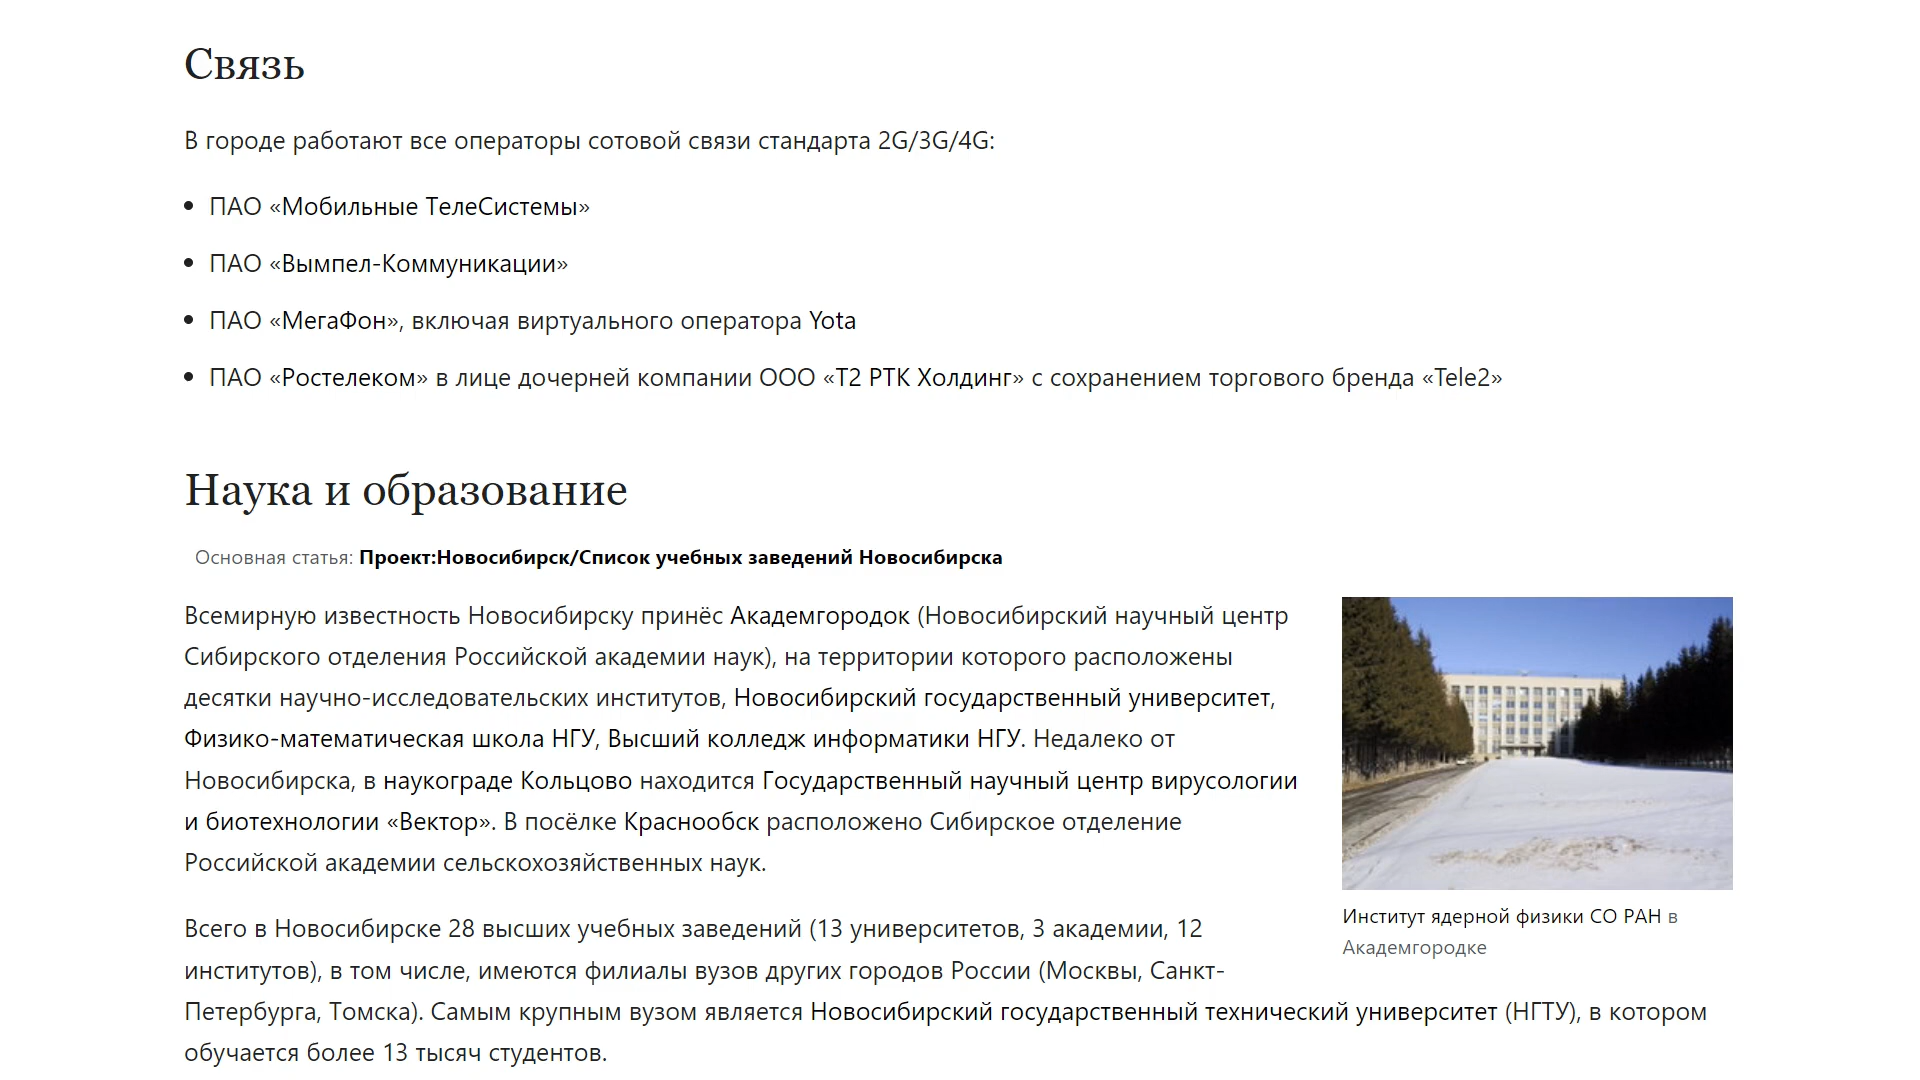 Связь
В городе работают все операторы сотовой связи стандарта 2G/3G/4G:
ПАО «Мобильные ТелеСистемы»
ПАО «Вымпел-Коммуникации»
ПАО «МегаФон», включая виртуального оператора Yota
ПАО «Ростелеком» в лице дочерней компании ООО «Т2 РТК Холдинг» с сохранением торгового бренда «Tele2»
Наука и образование
Основная статья: Проект:Новосибирск/Список учебных заведений Новосибирска
Всемирную известность Новосибирску принёс Академгородок (Новосибирский научный центр
Сибирского отделения Российской академии наук), на территории которого расположены
десятки научно-исследовательских институтов, Новосибирский государственный университет,
Физико-математическая школа НГУ, Высший колледж информатики НГУ. Недалеко от
Новосибирска, в наукограде Кольцово находится Государственный научный центр вирусологии
и биотехнологии «Вектор». В посёлке Краснообск расположено Сибирское отделение
Российской академии сельскохозяйственных наук.
Институт ядерной физики СО РАН в
Академгородке
Всего в Новосибирске 28 высших учебных заведений (13 университетов, 3 академии, 12
институтов), в том числе, имеются филиалы вузов других городов России (Москвы, Санкт-
Петербурга, Томска). Самым крупным вузом является Новосибирский государственный технический университет (НГТУ), в котором
обучается более 13 тысяч студентов.